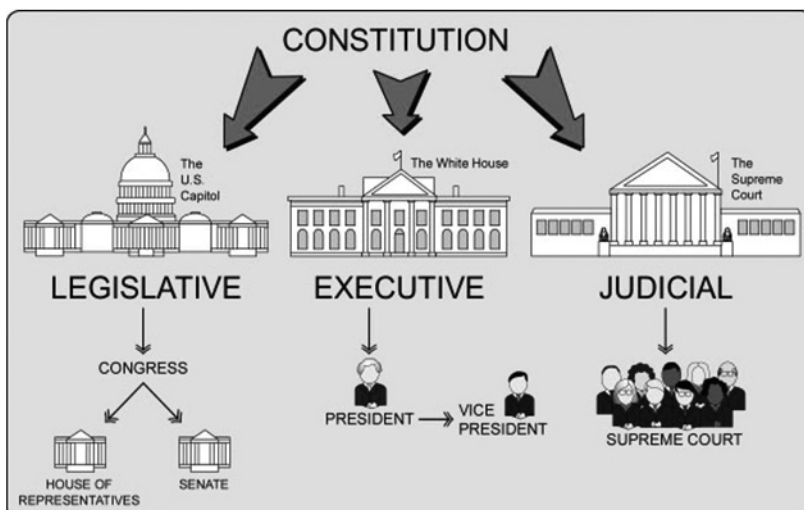 CONSTITUTION
The
U.S.
Capitol
The White House
The
Supreme
Court
LEGISLATIVE
EXECUTIVE
JUDICIAL
CONGRESS
PRESIDENT
VICE
PRESIDENT
SUPREME COURT
HOUSE OF
REPRESENTATIVES
SENATE